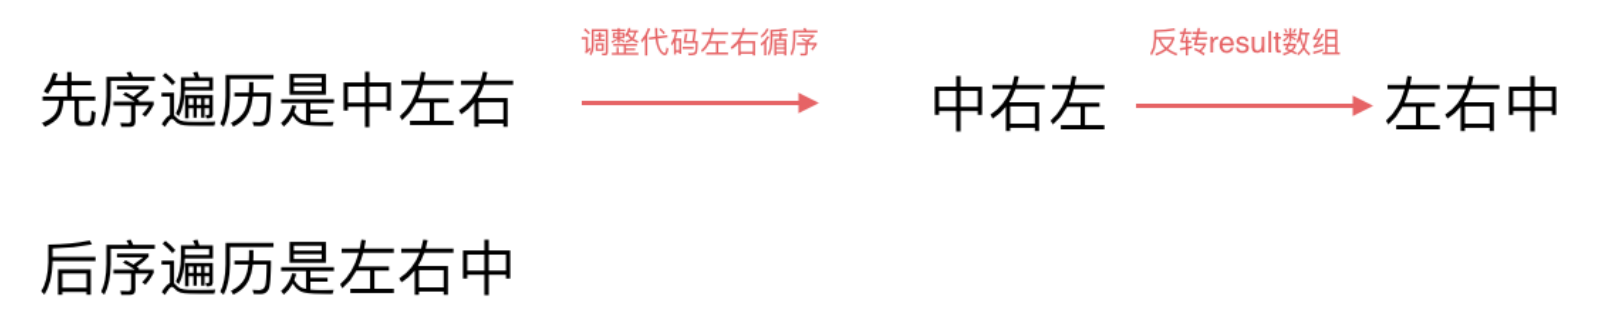 调整代码左右循序
反转result数组
先序遍历是中左右
中右左
左右中
后序遍历是左右中